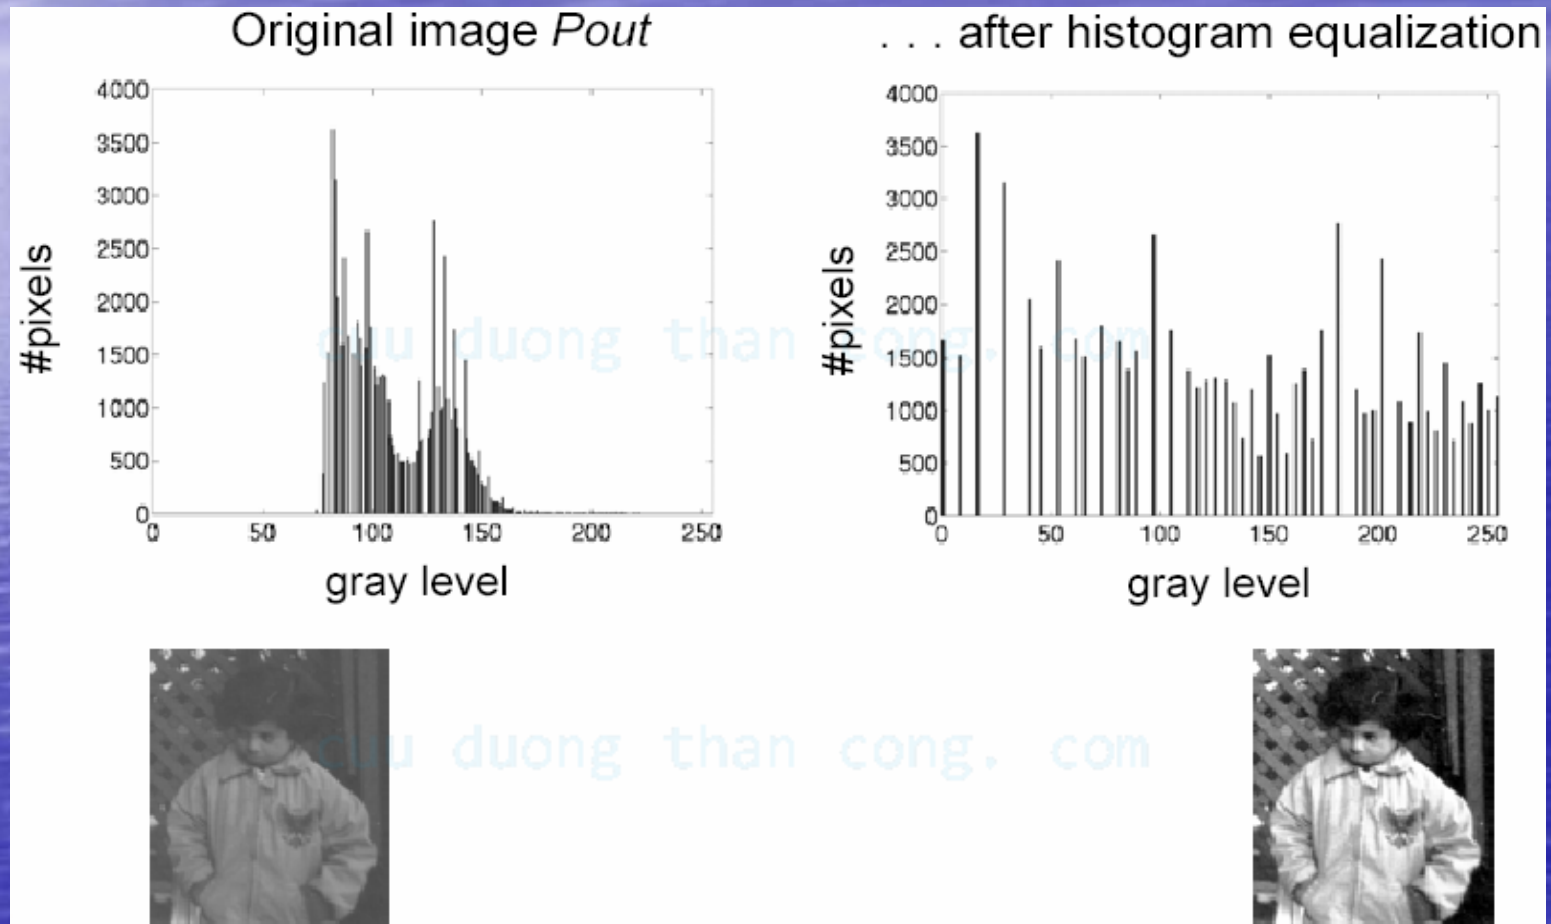 Original image Pout
. . . after histogram equalization
4000
3500
3000
2500
2000
1500
1000
500
0
0 50 100 150 200 250
#pixels
gray level
4000
3500
3000
2500
2000
1500
1000
500
0
0 50 100 150 200 250
#pixels
gray level
cuu duong than cong. com
cuu duong than cong. com